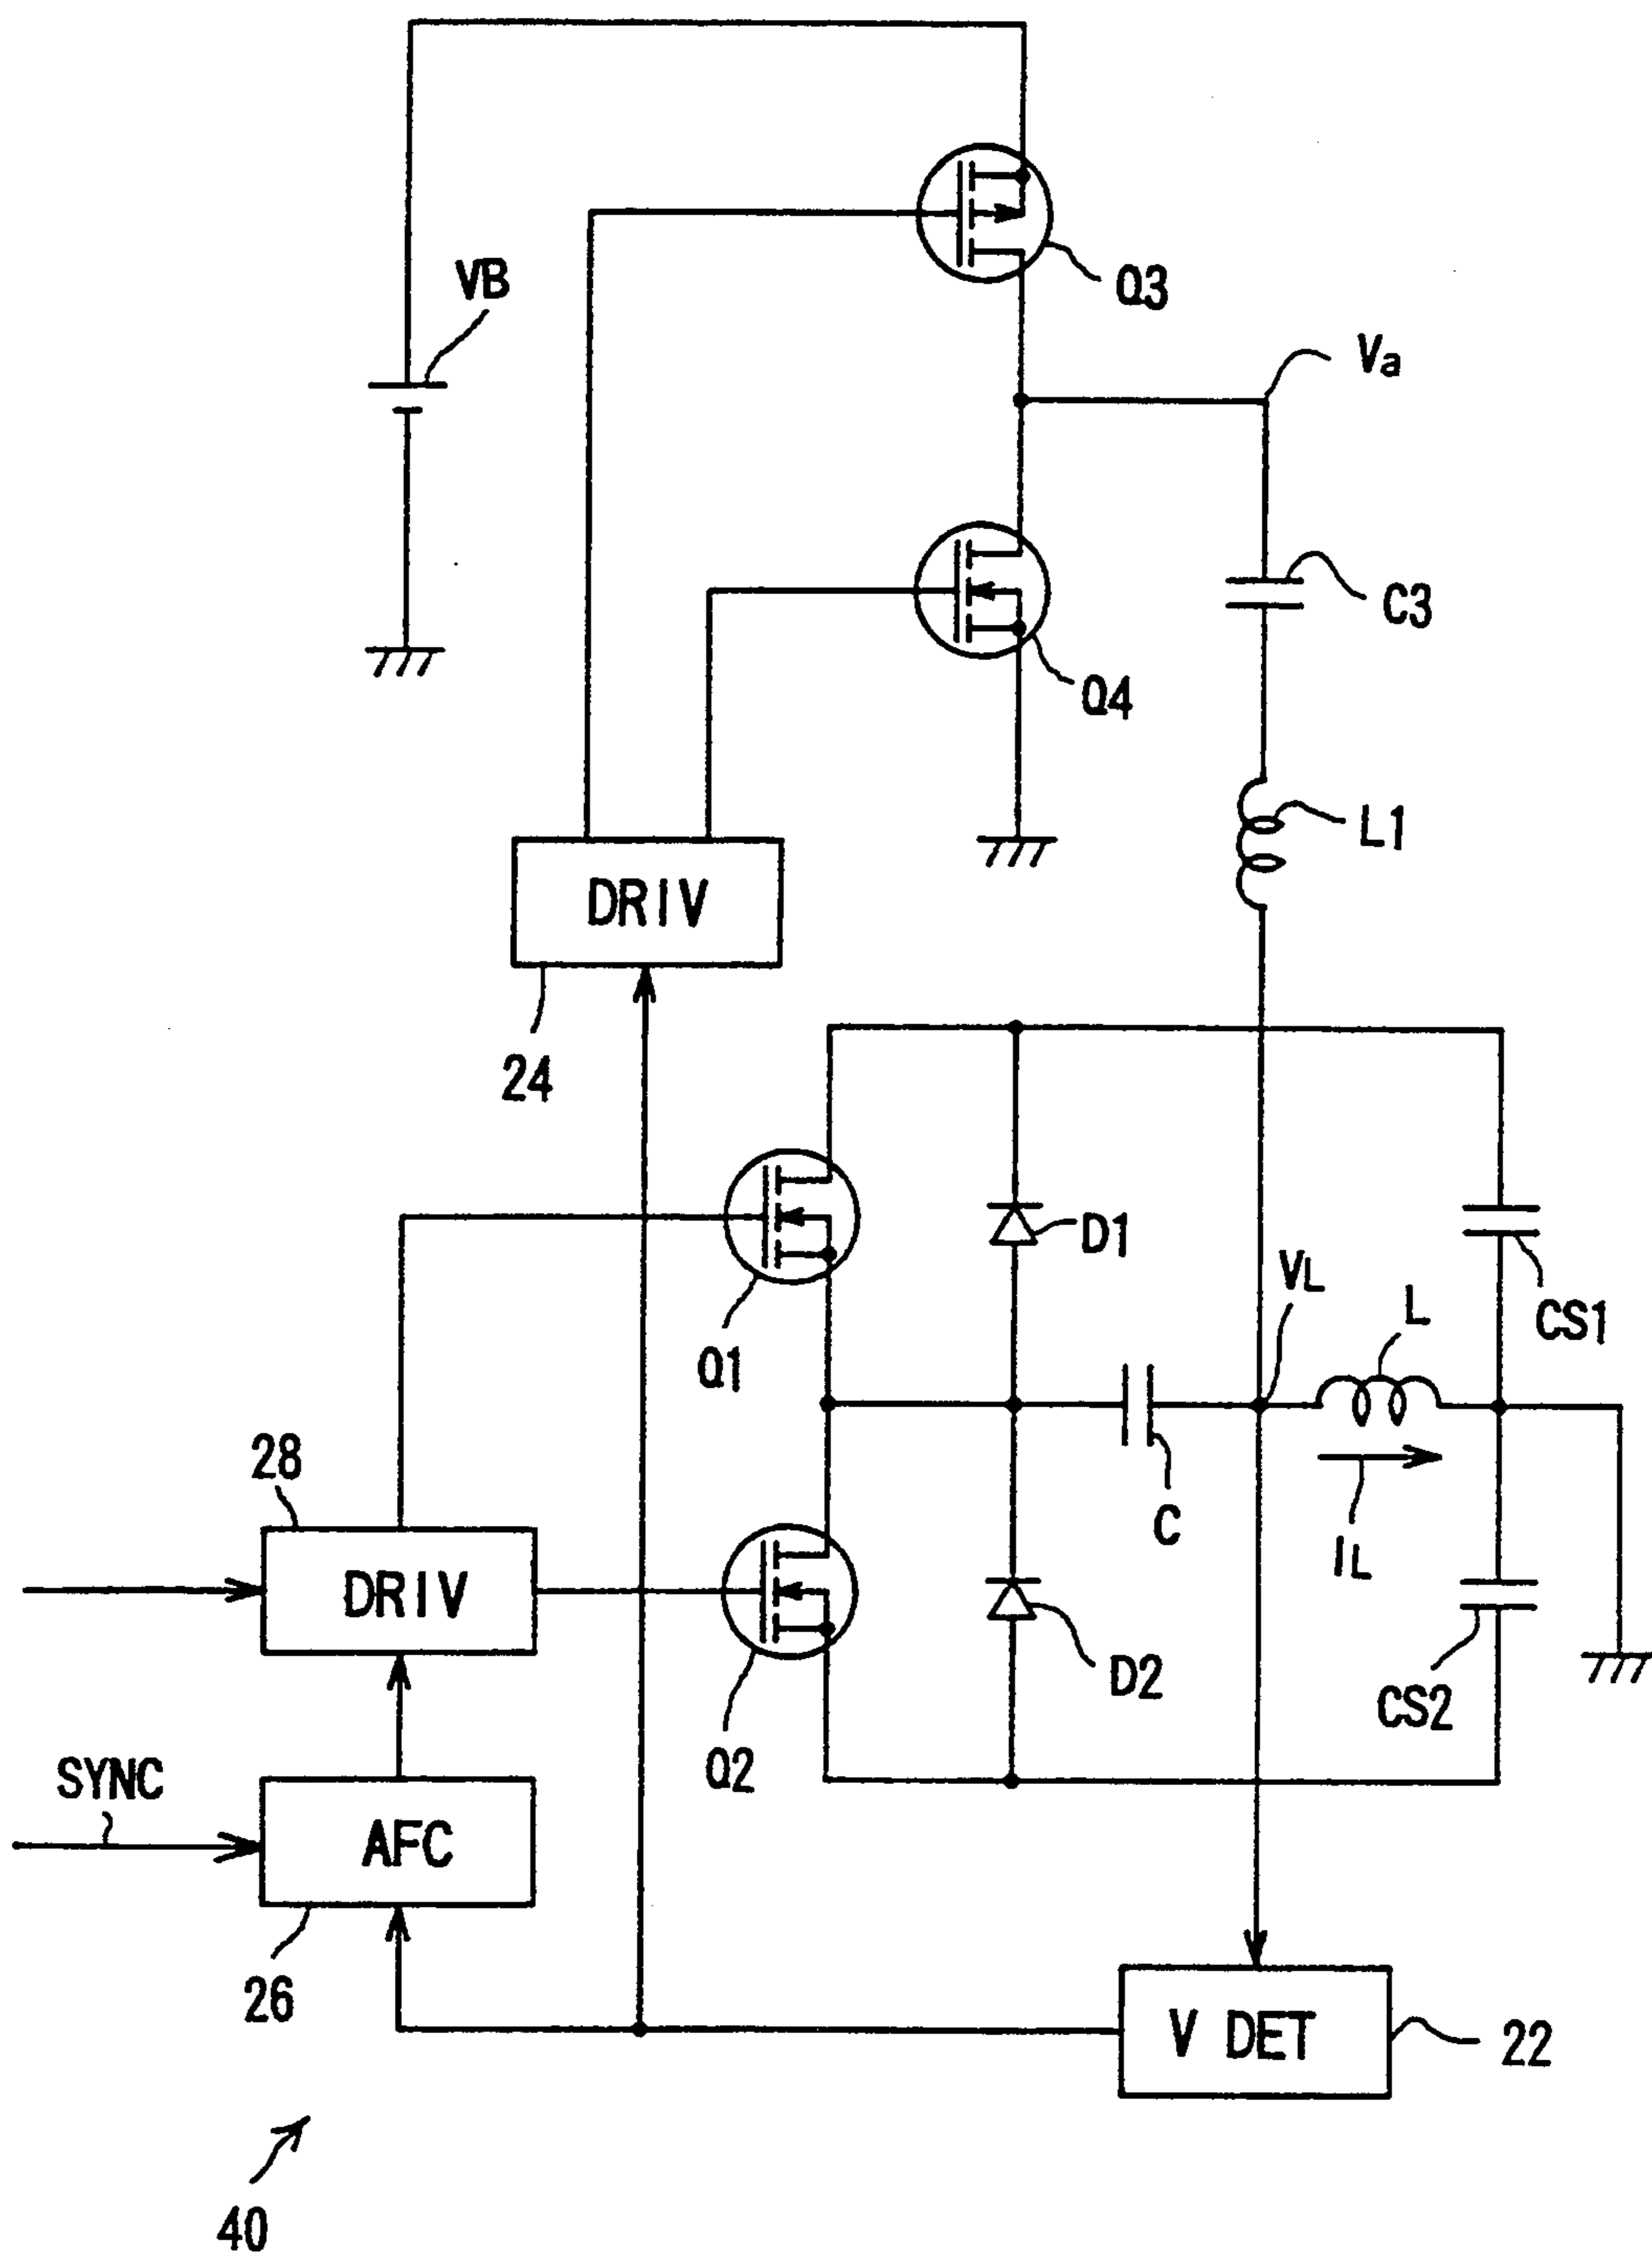 VB
Q3
Va
C3
Q4
L1
DRIV
24
D1
VL
L
CS1
Q1
28
C
IL
DRIV
D2
CS2
Q2
SYNC
AFC
26
V DET
22
40